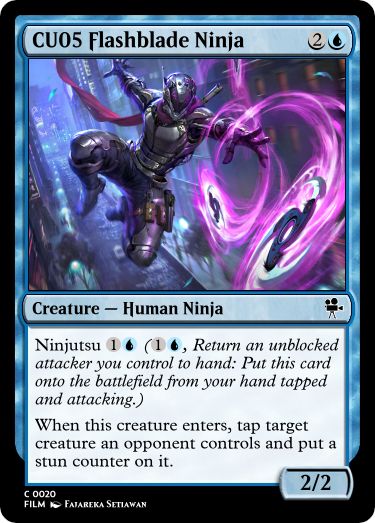 CU05 Flashblade Ninja 2
Creature — Human Ninja
Ninjutsu 1 (1, Return an unblocked
attacker you control to hand: Put this card
onto the battlefield from your hand tapped
and attacking.)
When this creature enters, tap target
creature an opponent controls and put a
stun counter on it.
2/2
C 0020
FILM Fajareka Setiawan